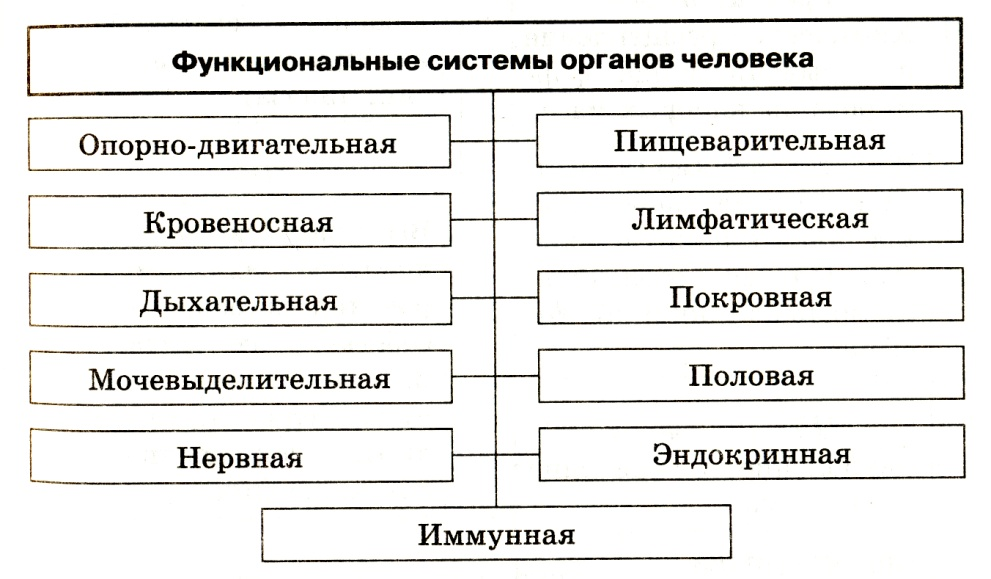 Функциональные системы органов человека
Опорно-двигательная
Пищеварительная
Кровеносная
Лимфатическая
Дыхательная
Покровная
Мочевыделительная
Половая
Нервная
Эндокринная
Иммунная